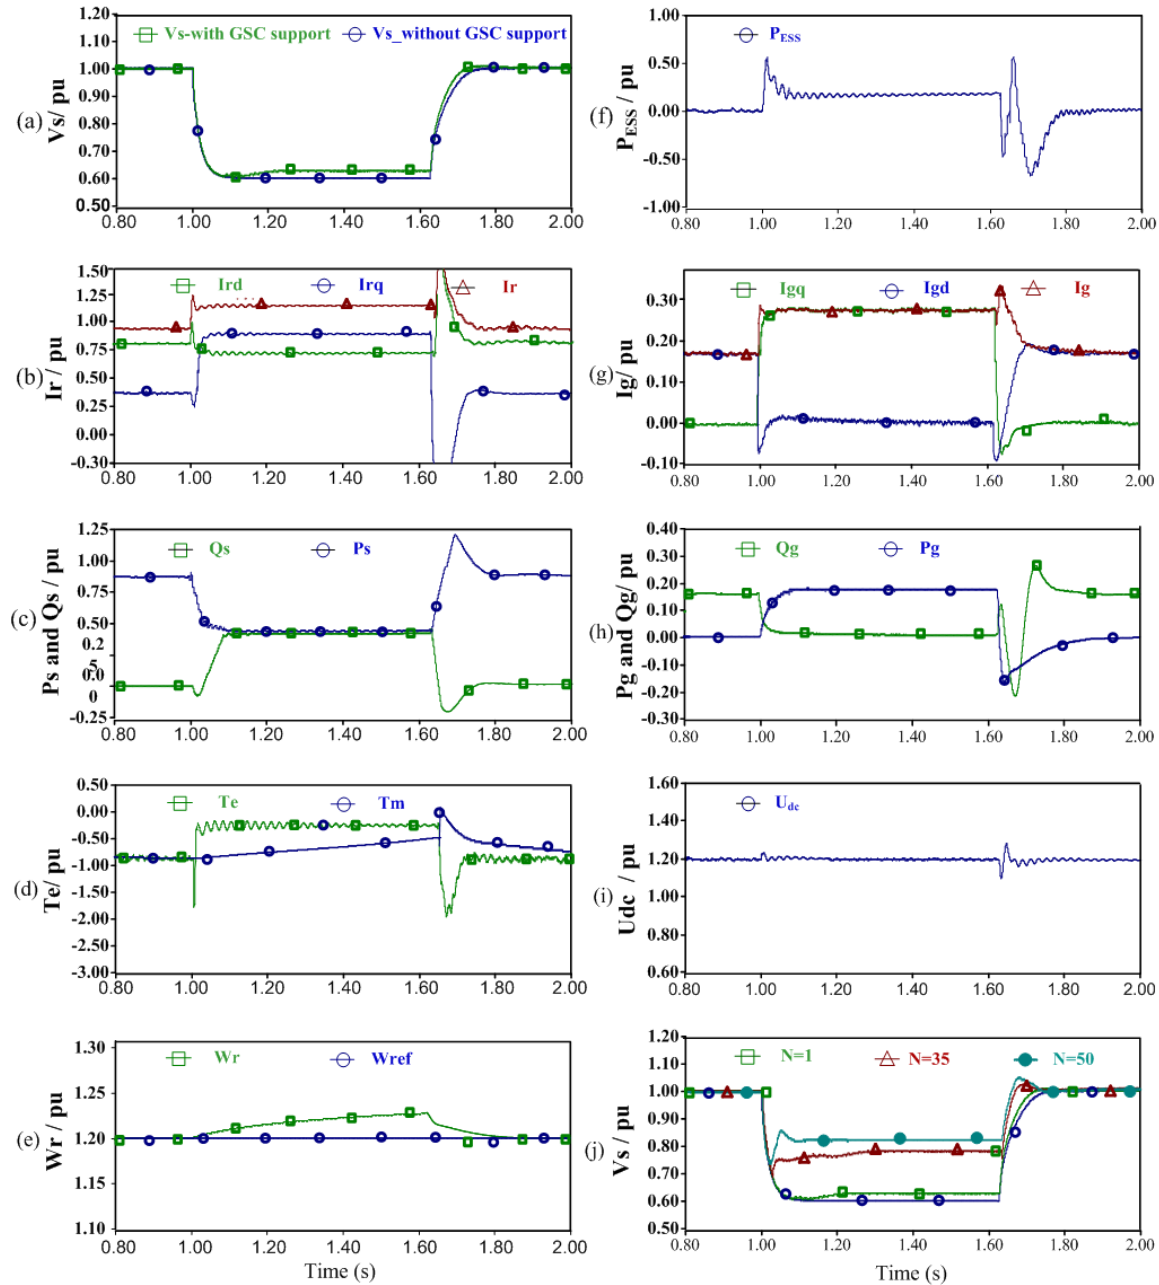 1.20
Vs-with GSC support Vs_without GSC support
1.00
0.90
0.80
0.70
0.60
0.50
0.80 1.00 1.20 1.40 1.60 1.80 2.00
(a)
Vs/ pu
1.00
P_ESS
0.50
0.00
-0.50
-1.00
0.80 1.00 1.20 1.40 1.60 1.80 2.00
(f)
P_ESS / pu
1.50
Ird Irq Ir
1.25
1.00
0.75
0.50
0.25
0.00
-0.30
0.80 1.00 1.20 1.40 1.60 1.80 2.00
(b)
Ir / pu
Igq Igd Ig
0.30
0.20
0.10
0.00
-0.10
0.80 1.00 1.20 1.40 1.60 1.80 2.00
(g)
Ig/ pu
1.25
Qs Ps
1.00
0.75
0.50
0.2
5
0.0
0
-0.25
0.80 1.00 1.20 1.40 1.60 1.80 2.00
(c)
Ps and Qs / pu
0.40
Qg Pg
0.30
0.20
0.10
0.00
-0.10
-0.20
-0.30
0.80 1.00 1.20 1.40 1.60 1.80 2.00
(h)
Pg and Qg/ pu
0.50
Te Tm
0.00
-0.50
-1.00
-1.50
-2.00
-2.50
-3.00
0.80 1.00 1.20 1.40 1.60 1.80 2.00
(d)
Te/ pu
1.60
U_dc
1.40
1.20
1.00
0.80
0.60
0.80 1.00 1.20 1.40 1.60 1.80 2.00
(i)
Udc / pu
1.30
Wr Wref
1.25
1.20
1.15
1.10
0.80 1.00 1.20 1.40 1.60 1.80 2.00
(e)
Wr / pu
Time (s)
1.20
N=1 N=35 N=50
1.10
1.00
0.90
0.80
0.70
0.60
0.50
0.80 1.00 1.20 1.40 1.60 1.80 2.00
(j)
Vs / pu
Time (s)